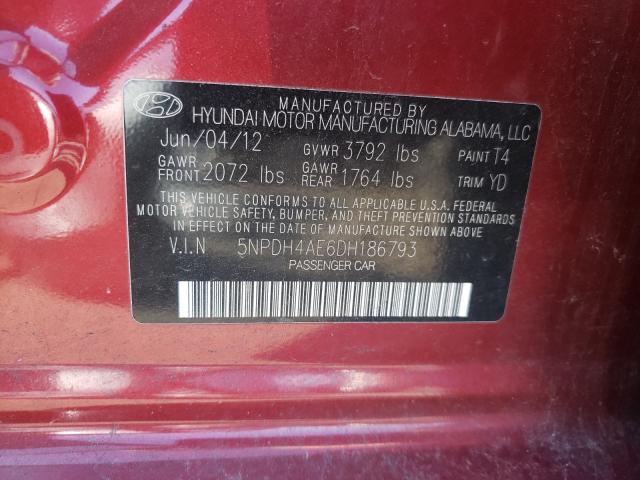 MANUFACTURED BY
HYUNDAI MOTOR MANUFACTURING ALABAMA, LLC
Jun/04/12 GVWR 3792 lbs PAINT T4
GAWR FRONT 2072 lbs GAWR REAR 1764 lbs TRIM YD
THIS VEHICLE CONFORMS TO ALL APPLICABLE U.S.A. FEDERAL
MOTOR VEHICLE SAFETY, BUMPER, AND THEFT PREVENTION STANDARDS
IN EFFECT ON THE DATE OF MANUFACTURE SHOWN ABOVE.
V.I.N 5NPDH4AE6DH186793
PASSENGER CAR